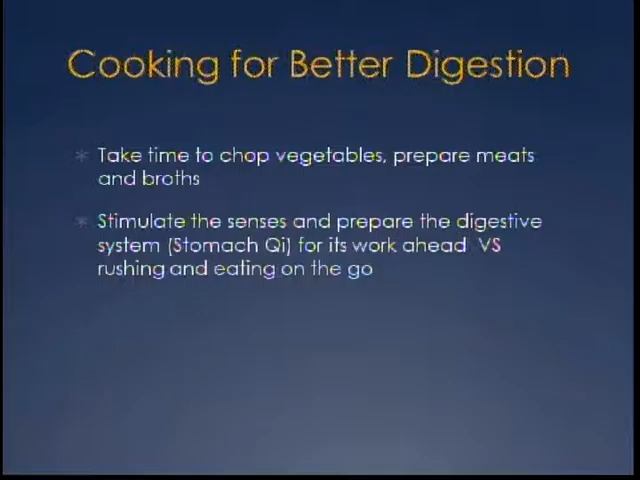 Cooking for Better Digestion
Take time to chop vegetables, prepare meats
and broths
Stimulate the senses and prepare the digestive
system (Stomach Qi) for its work ahead VS
rushing and eating on the go